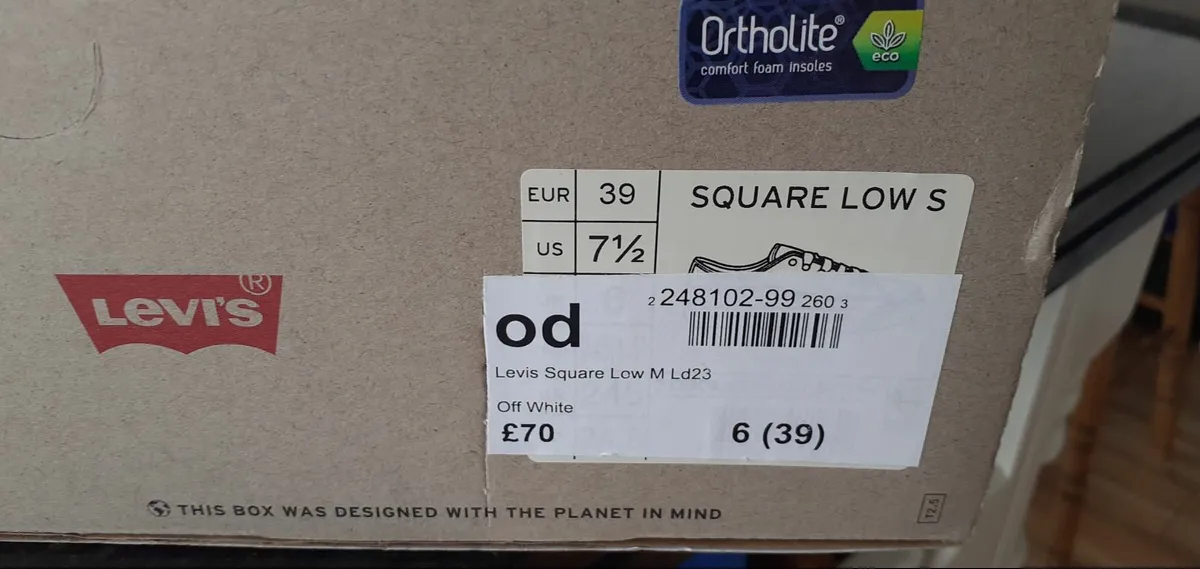 Ortholite®
comfort foam insoles
eco
EUR 39
US 7½
SQUARE LOW S
LEVI'S ®
od
2 248102-99 260 3
Levis Square Low M Ld23
Off White
£70
6 (39)
THIS BOX WAS DESIGNED WITH THE PLANET IN MIND
T2.5